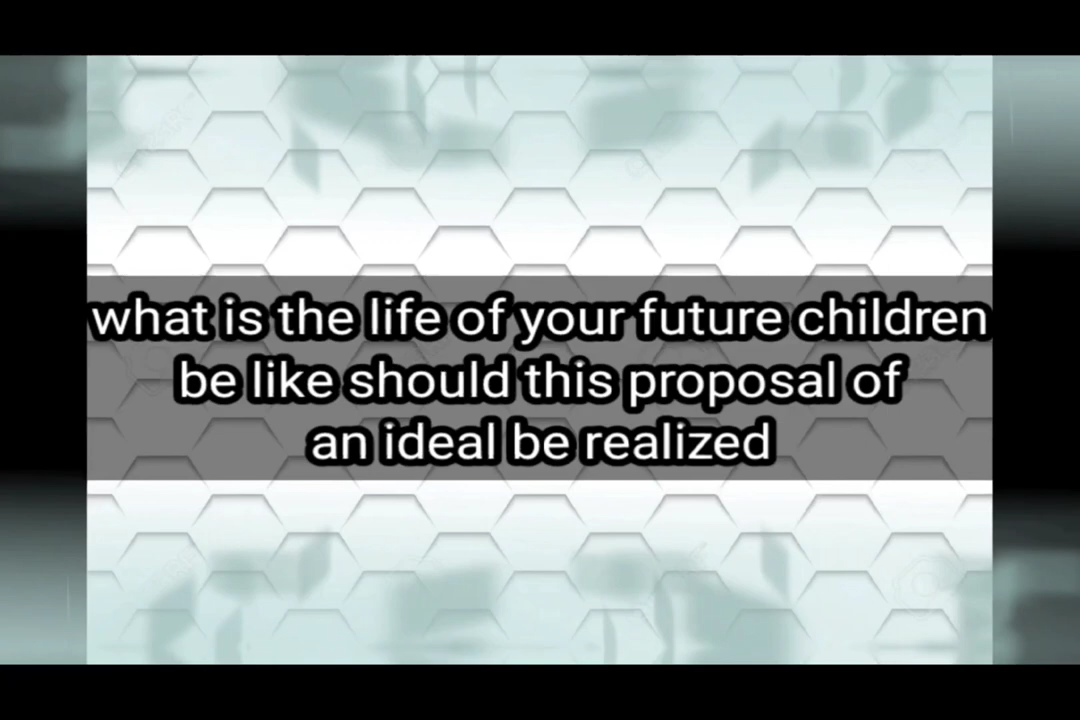 what is the life of your future children
be like should this proposal of
an ideal be realized